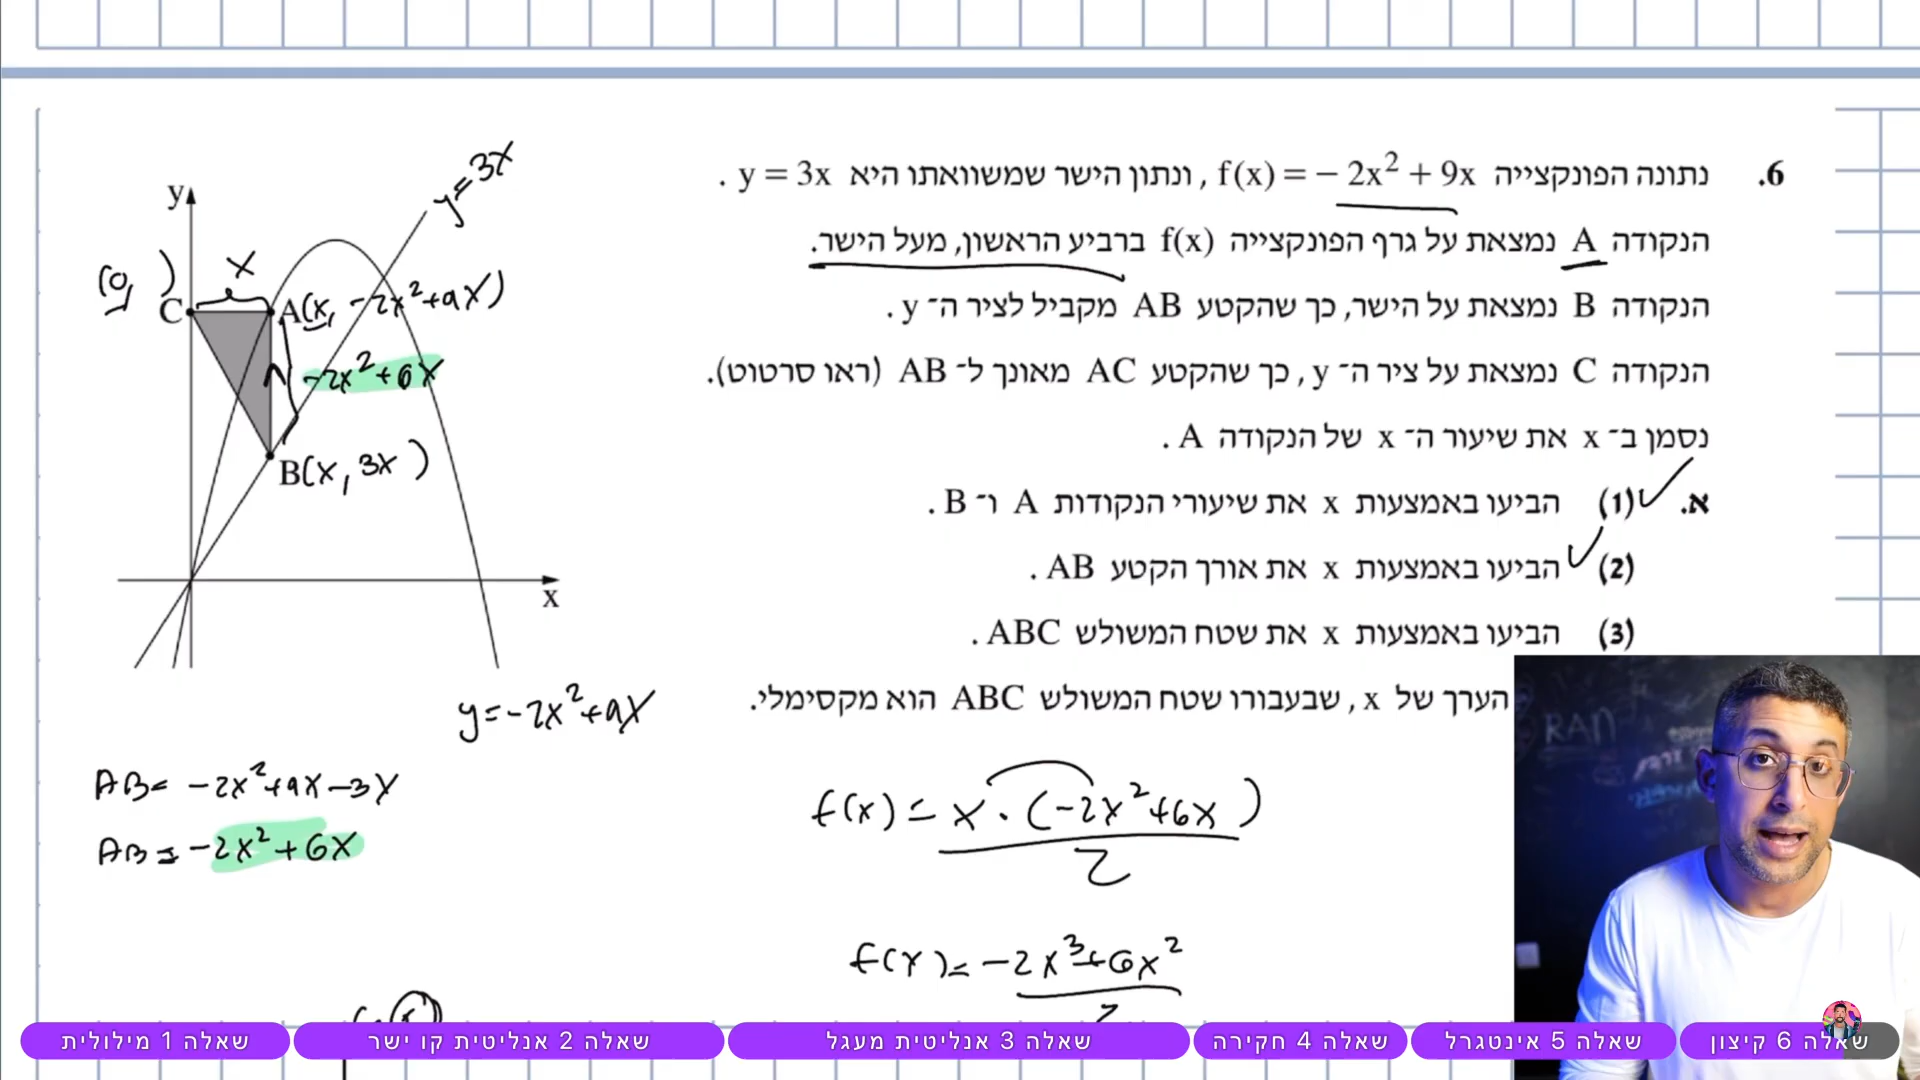 6. נתונה הפונקצייה f(x) = – 2x² + 9x , ונתון הישר שמשוואתו היא y = 3x .
הנקודה A נמצאת על גרף הפונקצייה f(x) ברביע הראשון, מעל הישר.
הנקודה B נמצאת על הישר, כך שהקטע AB מקביל לציר ה־ y .
הנקודה C נמצאת על ציר ה־ y , כך שהקטע AC מאונך ל־ AB (ראו סרטוט).
נסמן ב־ x את שיעור ה־ x של הנקודה A .
א. (1) הביעו באמצעות x את שיעורי הנקודות A ו־ B .
(2) הביעו באמצעות x את אורך הקטע AB .
(3) הביעו באמצעות x את שטח המשולש ABC .
הערך של x , שבעבורו שטח המשולש ABC הוא מקסימלי.
y
y=3x
(0, )
x
C
A(x, -2x²+9x)
-2x²+6x
B(x, 3x)
x
y=-2x²+9x
AB= -2x²+9x-3x
AB= -2x²+6x
f(x) = x · (-2x²+6x)
2
f(x)= -2x³+6x²
RAN
שאלה 1 מילולית
שאלה 2 אנליטית קו ישר
שאלה 3 אנליטית מעגל
שאלה 4 חקירה
שאלה 5 אינטגרל
שאלה 6 קיצון